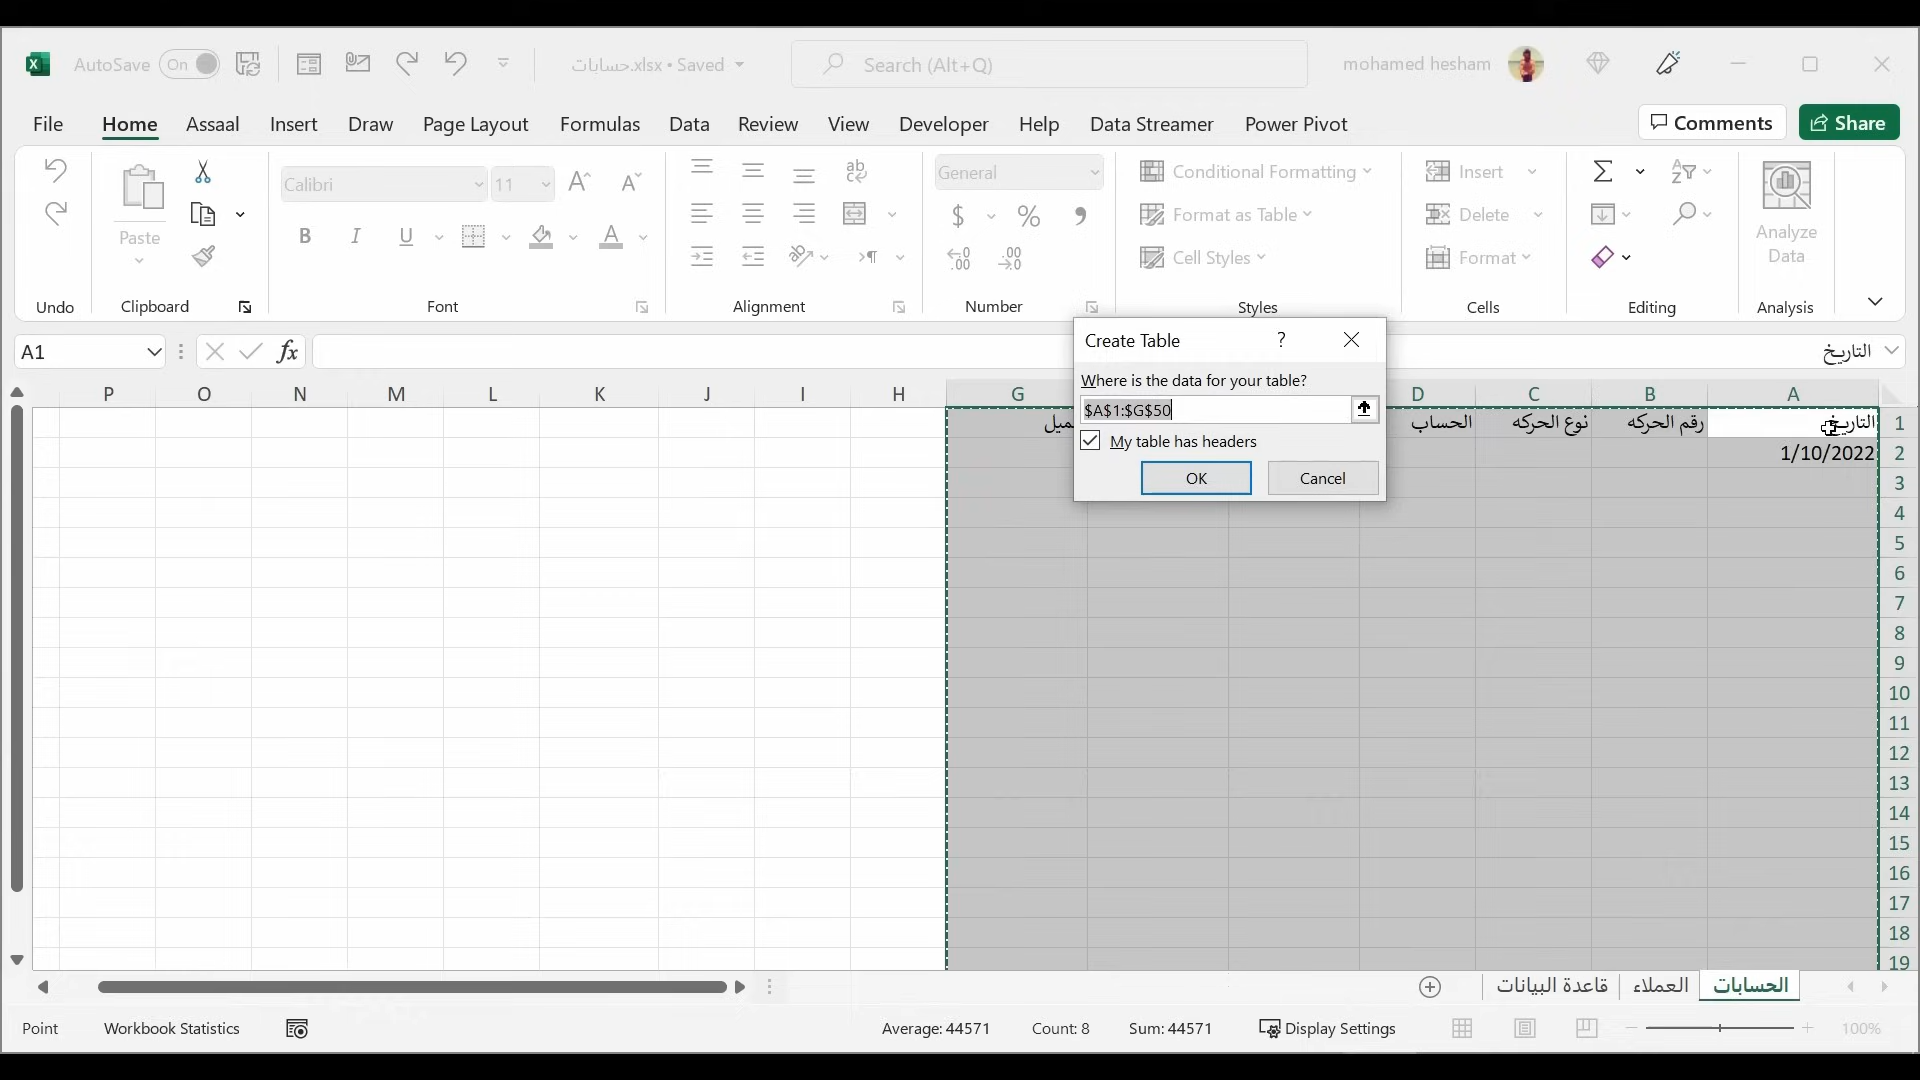 AutoSave On
حسابات.xlsx • Saved
Search (Alt+Q)
mohamed hesham
File Home Assaal Insert Draw Page Layout Formulas Data Review View Developer Help Data Streamer Power Pivot
Comments Share
Paste
Calibri 11
B I U A
General
$ % 9
Conditional Formatting
Format as Table
Cell Styles
Insert
Delete
Format
Analyze Data
Undo Clipboard Font Alignment Number Styles Cells Editing Analysis
A1 fx التاريخ
Create Table ?
Where is the data for your table?
$A$1:$G$50
My table has headers
OK Cancel
P O N M L K J I H G D C B A
التاريخ رقم الحركه نوع الحركه الحساب 1
1/10/2022 2
3
4
5
6
7
8
9
10
11
12
13
14
15
16
17
18
19
الحسابات العملاء قاعدة البيانات
Point Workbook Statistics Average: 44571 Count: 8 Sum: 44571 Display Settings 100%